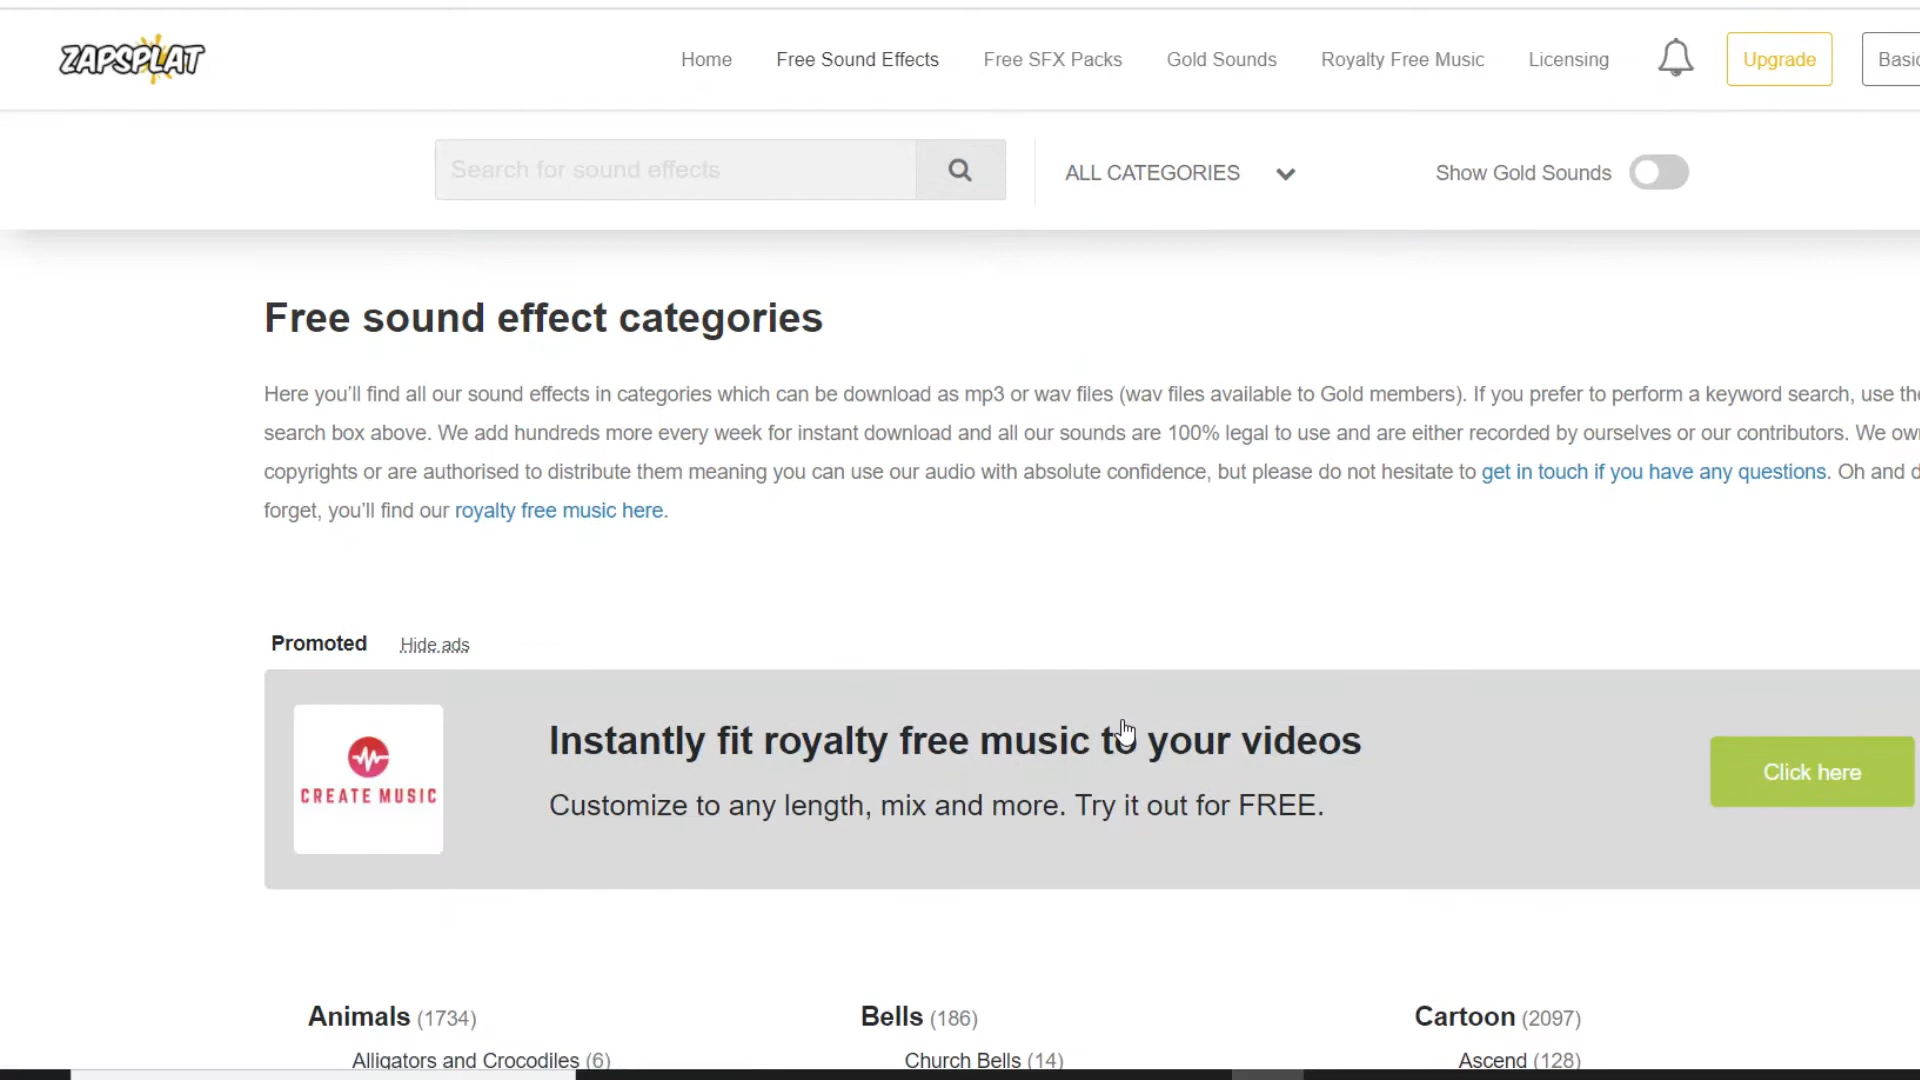 ZAPSPLAT
Home Free Sound Effects Free SFX Packs Gold Sounds Royalty Free Music Licensing Upgrade
Search for sound effects ALL CATEGORIES Show Gold Sounds
Free sound effect categories
Here you'll find all our sound effects in categories which can be download as mp3 or wav files (wav files available to Gold members). If you prefer to perform a keyword search, use
search box above. We add hundreds more every week for instant download and all our sounds are 100% legal to use and are either recorded by ourselves or our contributors. We
copyrights or are authorised to distribute them meaning you can use our audio with absolute confidence, but please do not hesitate to get in touch if you have any questions. Oh and
forget, you'll find our royalty free music here.
Promoted Hide ads
CREATE MUSIC
Instantly fit royalty free music to your videos
Customize to any length, mix and more. Try it out for FREE.
Click here
Animals (1734) Bells (186) Cartoon (2097)
Alligators and Crocodiles (6) Church Bells (14) Ascend (128)